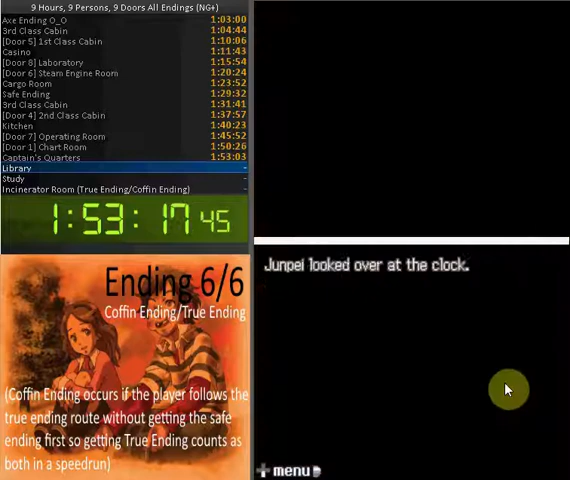 9 Hours, 9 Persons, 9 Doors All Endings (NG+)
Axe Ending O_O 1:03:00
3rd Class Cabin 1:04:44
[Door 5] 1st Class Cabin 1:10:06
Casino 1:11:43
[Door 8] Laboratory 1:15:54
[Door 6] Steam Engine Room 1:20:24
Cargo Room 1:23:52
Safe Ending 1:29:32
3rd Class Cabin 1:31:41
[Door 4] 2nd Class Cabin 1:37:57
Kitchen 1:40:23
[Door 7] Operating Room 1:45:52
[Door 1] Chart Room 1:50:26
Captain's Quarters 1:53:03
Library -
Study -
Incinerator Room (True Ending/Coffin Ending) -
1:53:17 45
Ending 6/6
Coffin Ending/True Ending
(Coffin Ending occurs if the player follows the
true ending route without getting the safe
ending first so getting True Ending counts as
both in a speedrun)
Junpei looked over at the clock.
menu